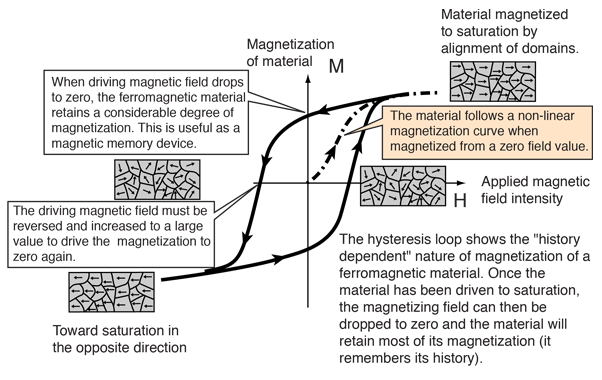 Material magnetized
to saturation by
alignment of domains.
Magnetization
of material
M
When driving magnetic field drops
to zero, the ferromagnetic material
retains a considerable degree of
magnetization. This is useful as a
magnetic memory device.
The material follows a non-linear
magnetization curve when
magnetized from a zero field value.
Applied magnetic
field intensity
H
The driving magnetic field must be
reversed and increased to a large
value to drive the magnetization to
zero again.
The hysteresis loop shows the "history
dependent" nature of magnetization of a
ferromagnetic material. Once the
material has been driven to saturation,
the magnetizing field can then be
dropped to zero and the material will
retain most of its magnetization (it
remembers its history).
Toward saturation in
the opposite direction